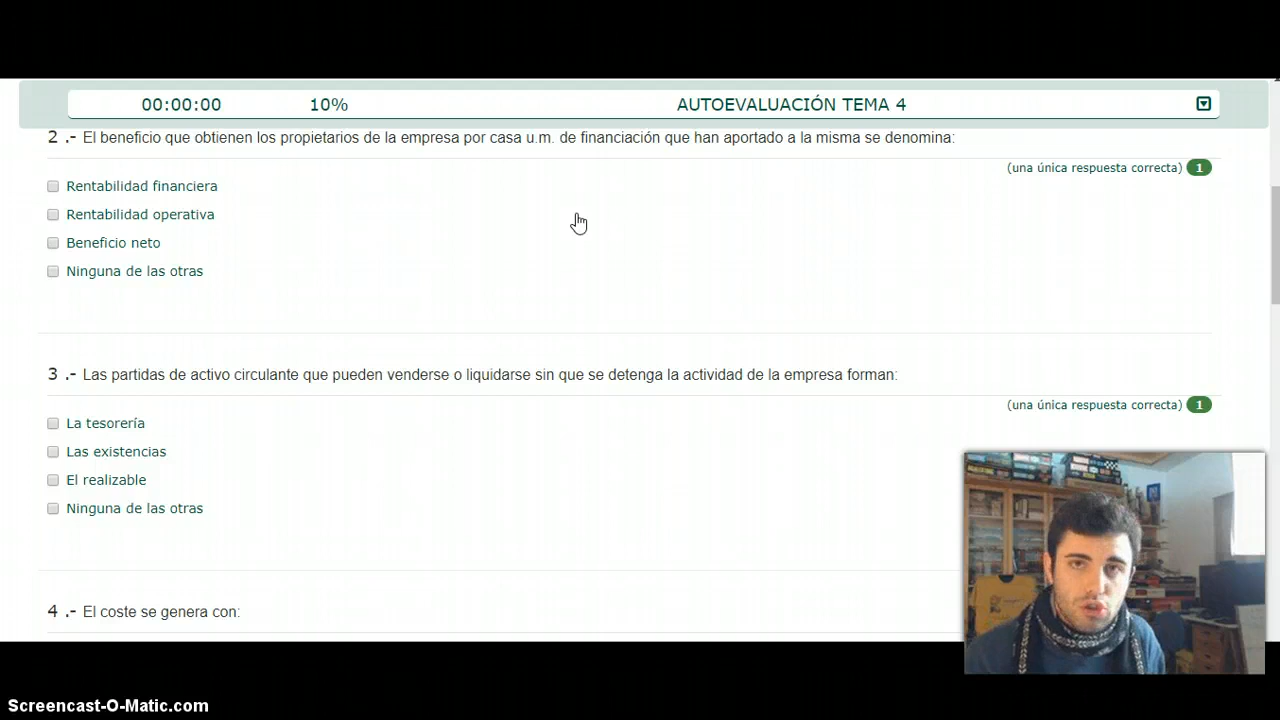 00:00:00 10% AUTOEVALUACIÓN TEMA 4
2 .- El beneficio que obtienen los propietarios de la empresa por casa u.m. de financiación que han aportado a la misma se denomina:
(una única respuesta correcta) 1
Rentabilidad financiera
Rentabilidad operativa
Beneficio neto
Ninguna de las otras
3 .- Las partidas de activo circulante que pueden venderse o liquidarse sin que se detenga la actividad de la empresa forman:
(una única respuesta correcta) 1
La tesorería
Las existencias
El realizable
Ninguna de las otras
4 .- El coste se genera con:
Screencast-O-Matic.com